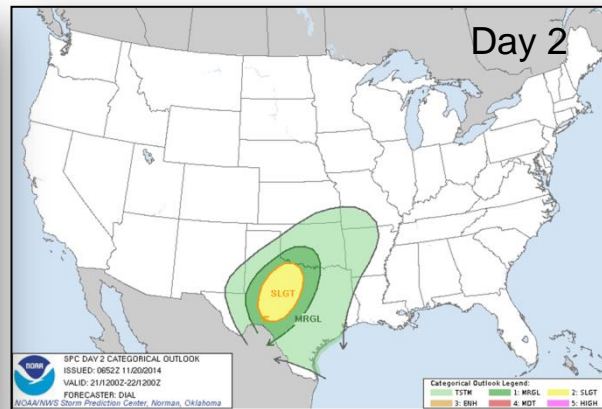 Day 2
SLGT
MRGL
NOAA
SPC DAY 2 CATEGORICAL OUTLOOK
ISSUED: 0652Z 11/20/2014
VALID: 21/1200Z-22/1200Z
FORECASTER: DIAL
NOAA/NWS Storm Prediction Center, Norman, Oklahoma
Categorical Outlook Legend:
TSTM 1: MRGL 2: SLGT
3: ENH 4: MDT 5: HIGH